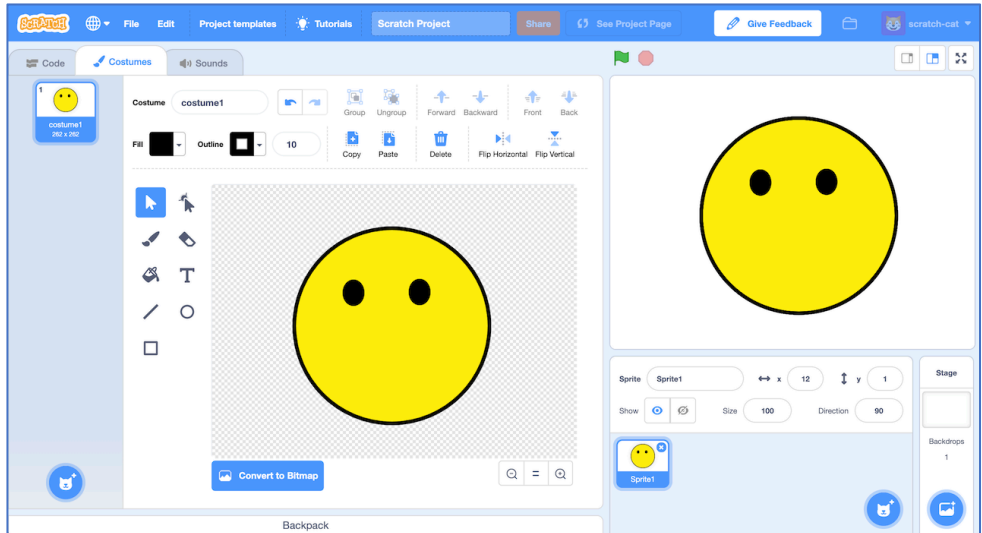 SCRATCH File Edit Project templates Tutorials Scratch Project Share See Project Page Give Feedback scratch-cat
Code Costumes Sounds
1
costume1
262 x 262
Costume costume1
Group Ungroup Forward Backward Front Back
Fill Outline 10
Copy Paste Delete Flip Horizontal Flip Vertical
T
Convert to Bitmap
=
Backpack
Sprite Sprite1 x 12 y 1
Show Size 100 Direction 90
Sprite1
Stage
Backdrops
1